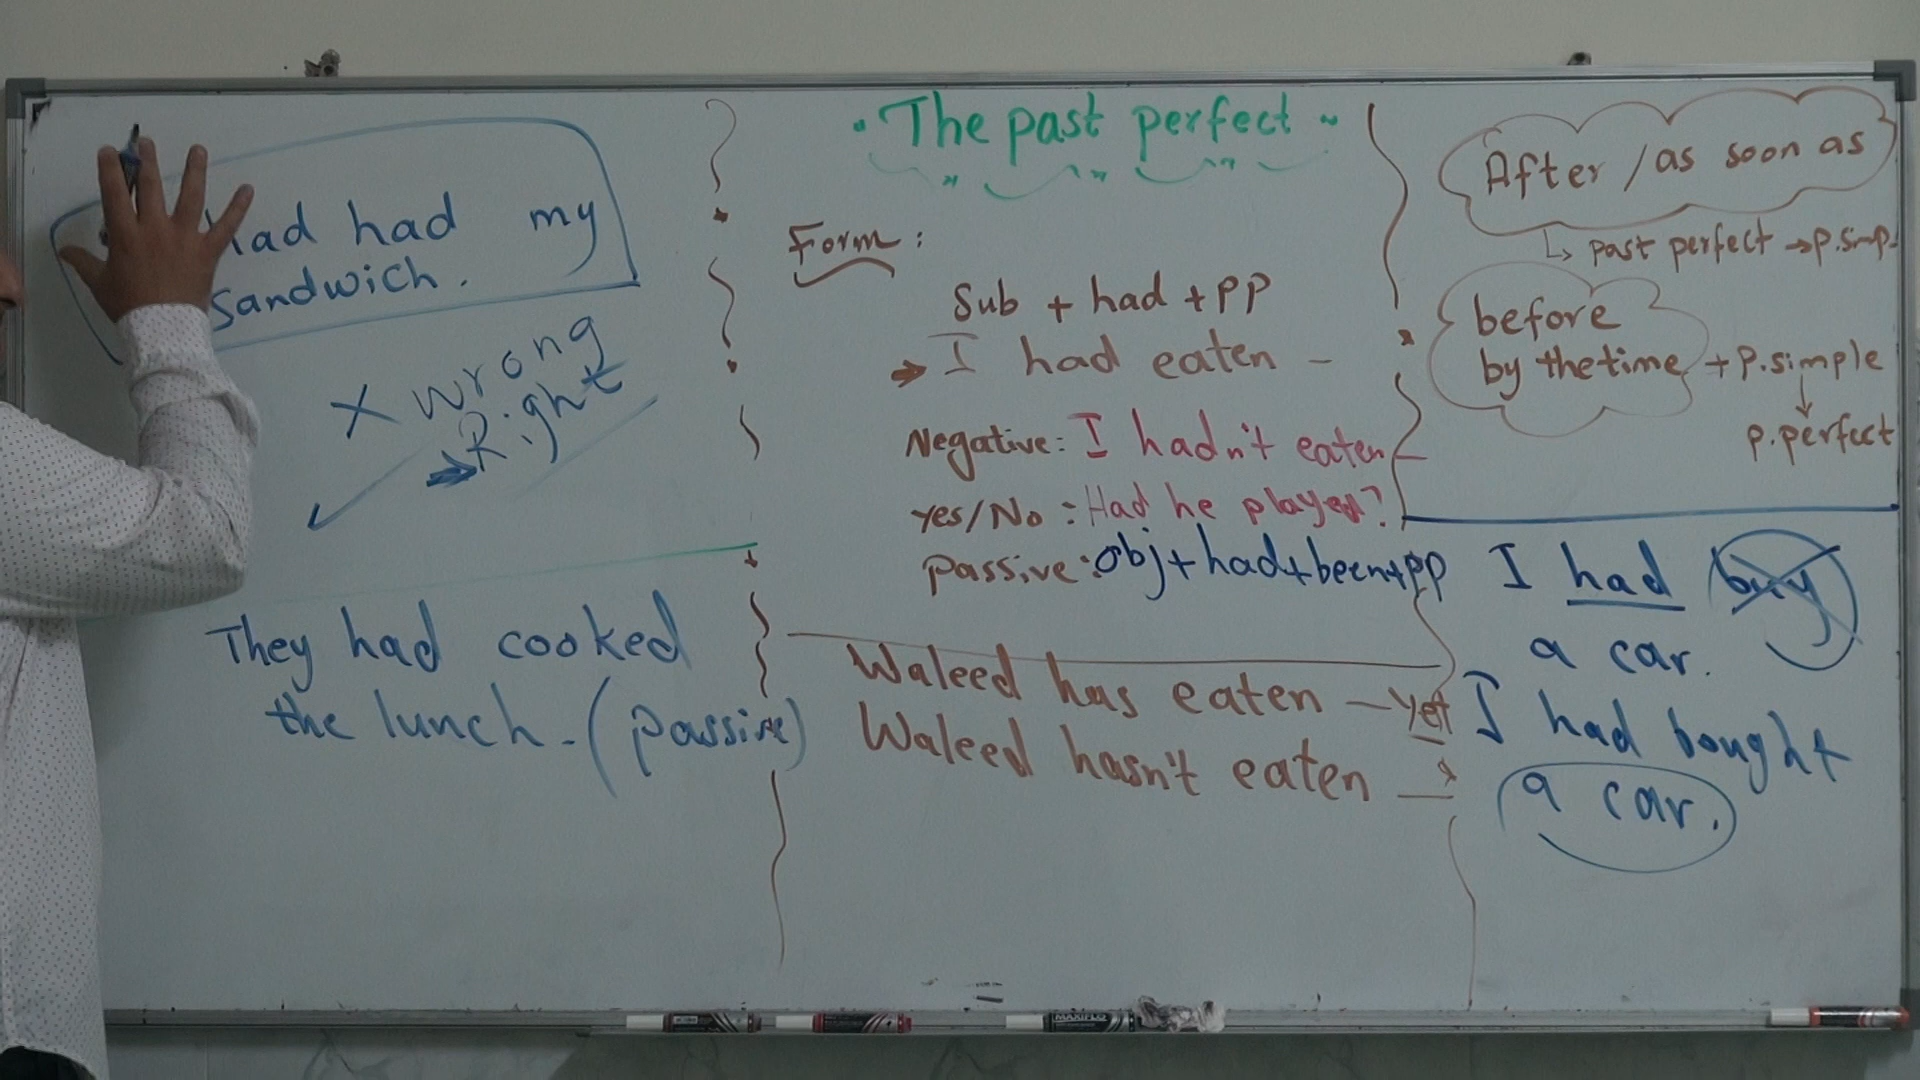 had had my
sandwich.
X wrong
Right
They had cooked
the lunch. (passive)
The past perfect
Form:
Sub + had + PP
I had eaten -
Negative: I hadn't eaten -
Yes/No : Had he played?
Passive: obj+had+been+pp
Waleed has eaten — yet
Waleed hasn't eaten —
After / as soon as
past perfect → p.simp.
before
by the time + p.simple
p.perfect
I had buy
a car.
I had bought
a car.
MAXIFLO